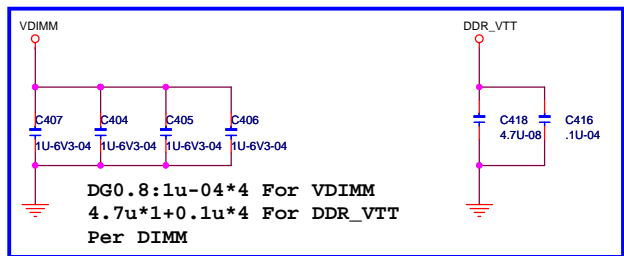 VDIMM
DDR_VTT
C407
C404
C405
C406
C418
C416
1U-6V3-04
1U-6V3-04
1U-6V3-04
1U-6V3-04
4.7U-08
.1U-04
DG0.8:1u-04*4 For VDIMM
4.7u*1+0.1u*4 For DDR_VTT
Per DIMM